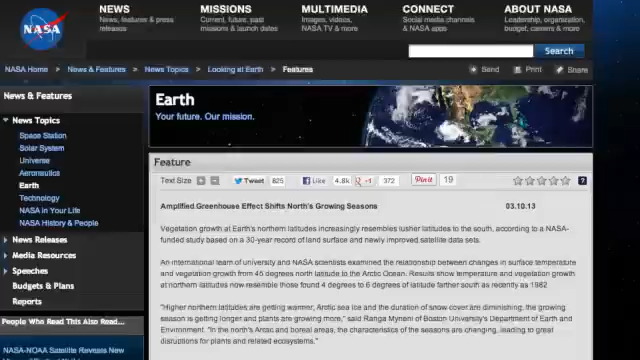 NASA
NEWS
News, features & press
releases
MISSIONS
Current, future, past
missions & launch dates
MULTIMEDIA
Images, videos,
NASA TV & more
CONNECT
Social media channels
& NASA apps
ABOUT NASA
Leadership, organization,
budget, careers & more
Search
NASA Home > News & Features > News Topics > Looking at Earth > Features
Send Print Share
News & Features
News Topics
Space Station
Solar System
Universe
Aeronautics
Earth
Technology
NASA in Your Life
NASA History & People
News Releases
Media Resources
Speeches
Budgets & Plans
Reports
People Who Read This Also Read...
NASA-NOAA Satellite Reveals New
Earth
Your future. Our mission.
Feature
Text Size Tweet 825 Like 4.8k +1 372 Pin it 19
Amplified Greenhouse Effect Shifts North's Growing Seasons 03.10.13
Vegetation growth at Earth's northern latitudes increasingly resembles lusher latitudes to the south, according to a NASA-
funded study based on a 30-year record of land surface and newly improved satellite data sets.
An international team of university and NASA scientists examined the relationship between changes in surface temperature
and vegetation growth from 45 degrees north latitude to the Arctic Ocean. Results show temperature and vegetation growth
at northern latitudes now resemble those found 4 degrees to 6 degrees of latitude farther south as recently as 1982.
"Higher northern latitudes are getting warmer, Arctic sea ice and the duration of snow cover are diminishing, the growing
season is getting longer and plants are growing more," said Ranga Myneni of Boston University's Department of Earth and
Environment. "In the north's Arctic and boreal areas, the characteristics of the seasons are changing, leading to great
disruptions for plants and related ecosystems."